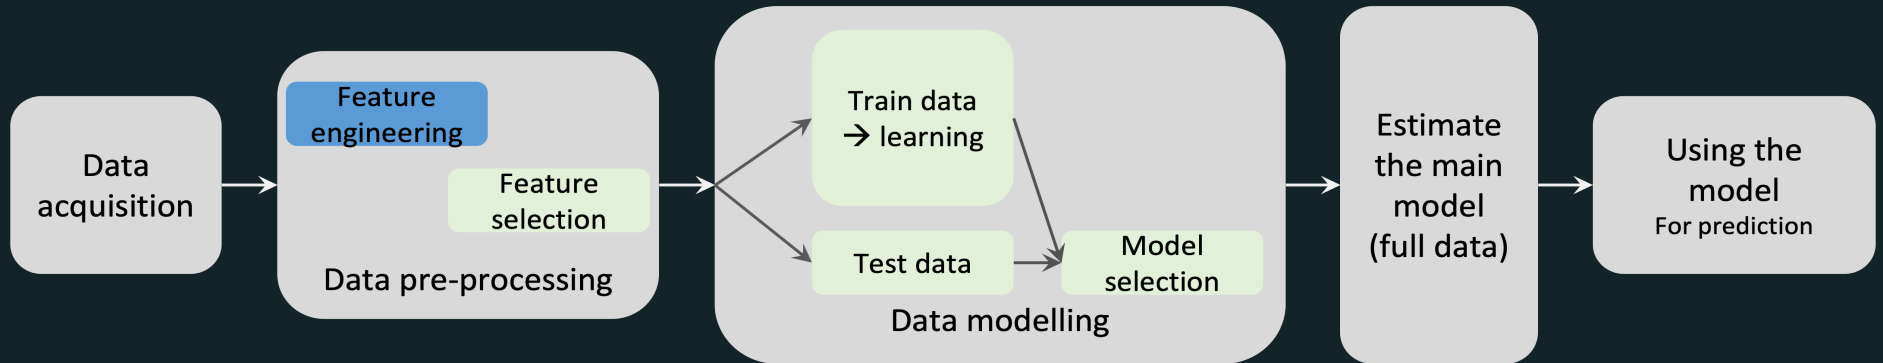 Data
acquisition
Feature
engineering
Feature
selection
Data pre-processing
Train data
→ learning
Test data
Model
selection
Data modelling
Estimate
the main
model
(full data)
Using the
model
For prediction